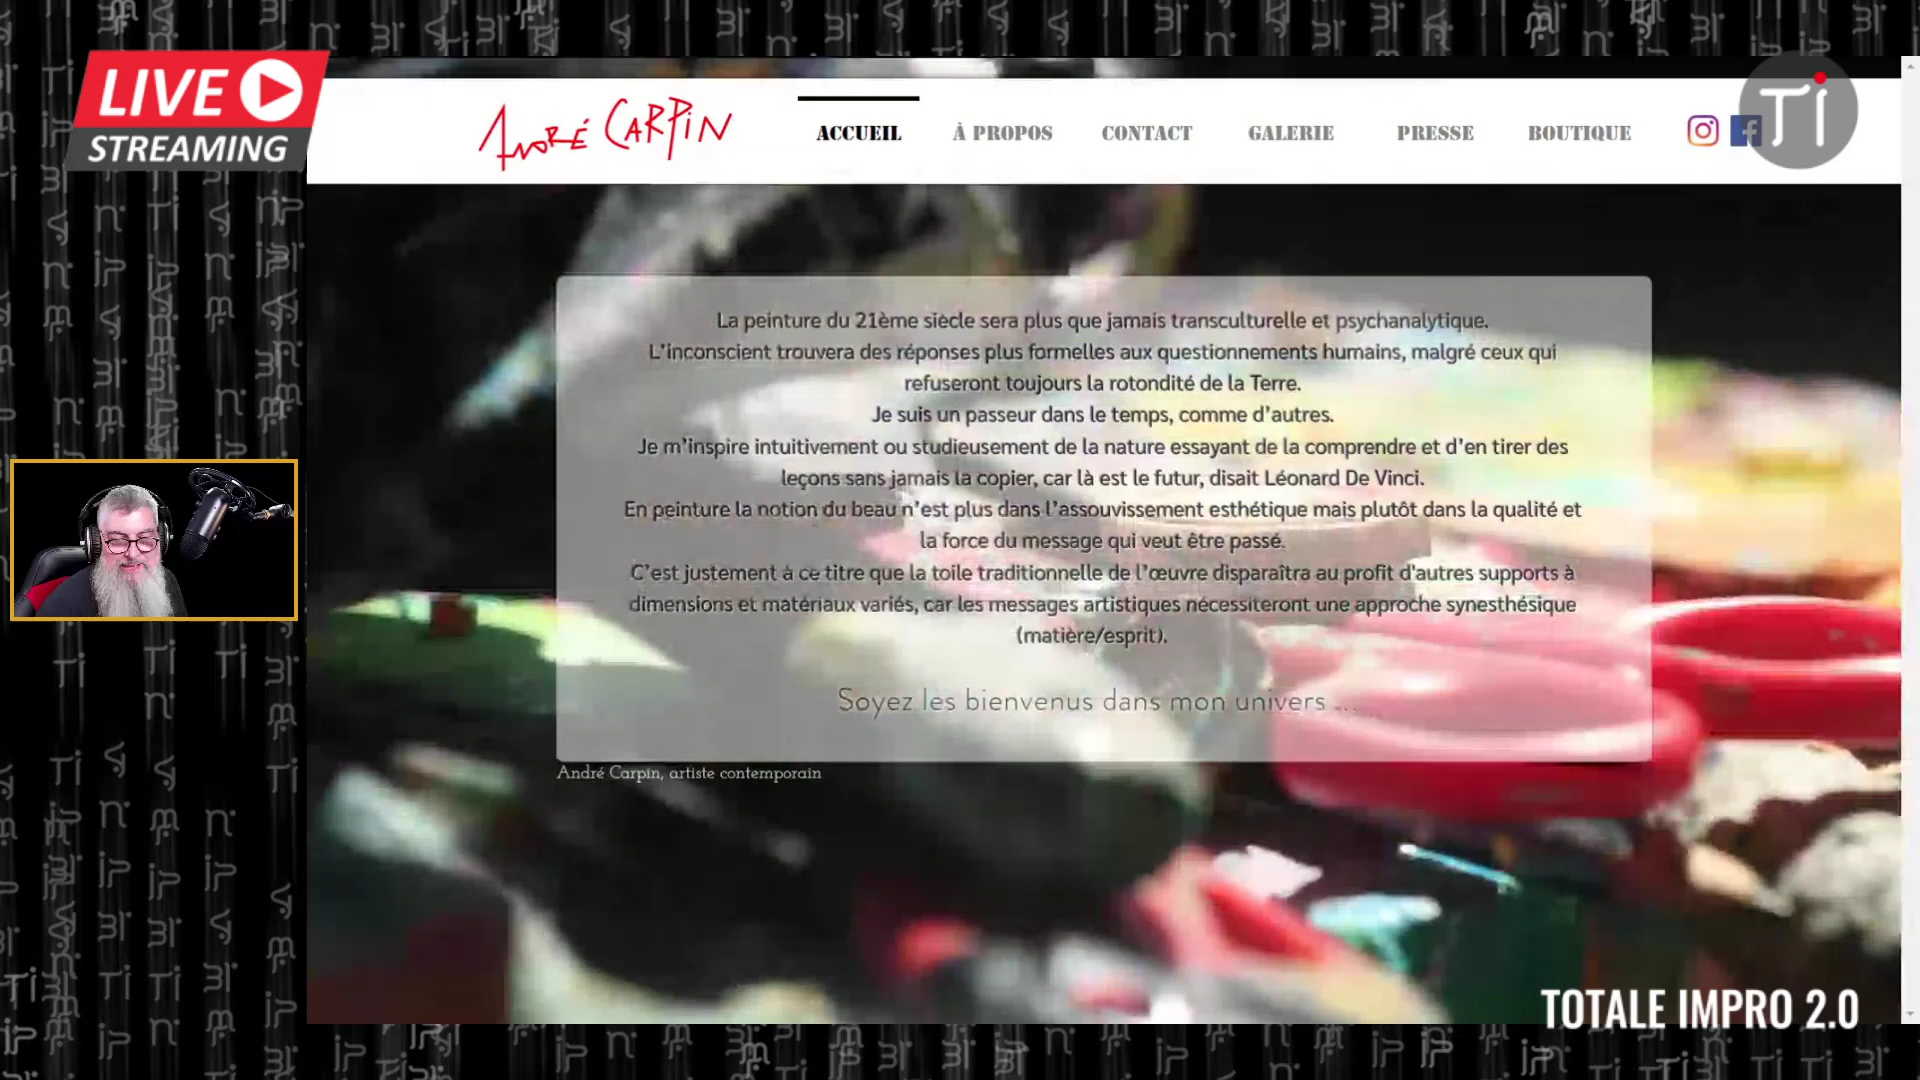 LIVE
STREAMING
ANDRÉ CARPIN
ACCUEIL
À PROPOS
CONTACT
GALERIE
PRESSE
BOUTIQUE
Ti
La peinture du 21ème siècle sera plus que jamais transculturelle et psychanalytique.
L'inconscient trouvera des réponses plus formelles aux questionnements humains, malgré ceux qui
refuseront toujours la rotondité de la Terre.
Je suis un passeur dans le temps, comme d'autres.
Je m'inspire intuitivement ou studieusement de la nature essayant de la comprendre et d'en tirer des
leçons sans jamais la copier, car là est le futur, disait Léonard De Vinci.
En peinture la notion du beau n'est plus dans l'assouvissement esthétique mais plutôt dans la qualité et
la force du message qui veut être passé.
C'est justement à ce titre que la toile traditionnelle de l'œuvre disparaîtra au profit d'autres supports à
dimensions et matériaux variés, car les messages artistiques nécessiteront une approche synesthésique
(matière/esprit).
Soyez les bienvenus dans mon univers ...
André Carpin, artiste contemporain
TOTALE IMPRO 2.0